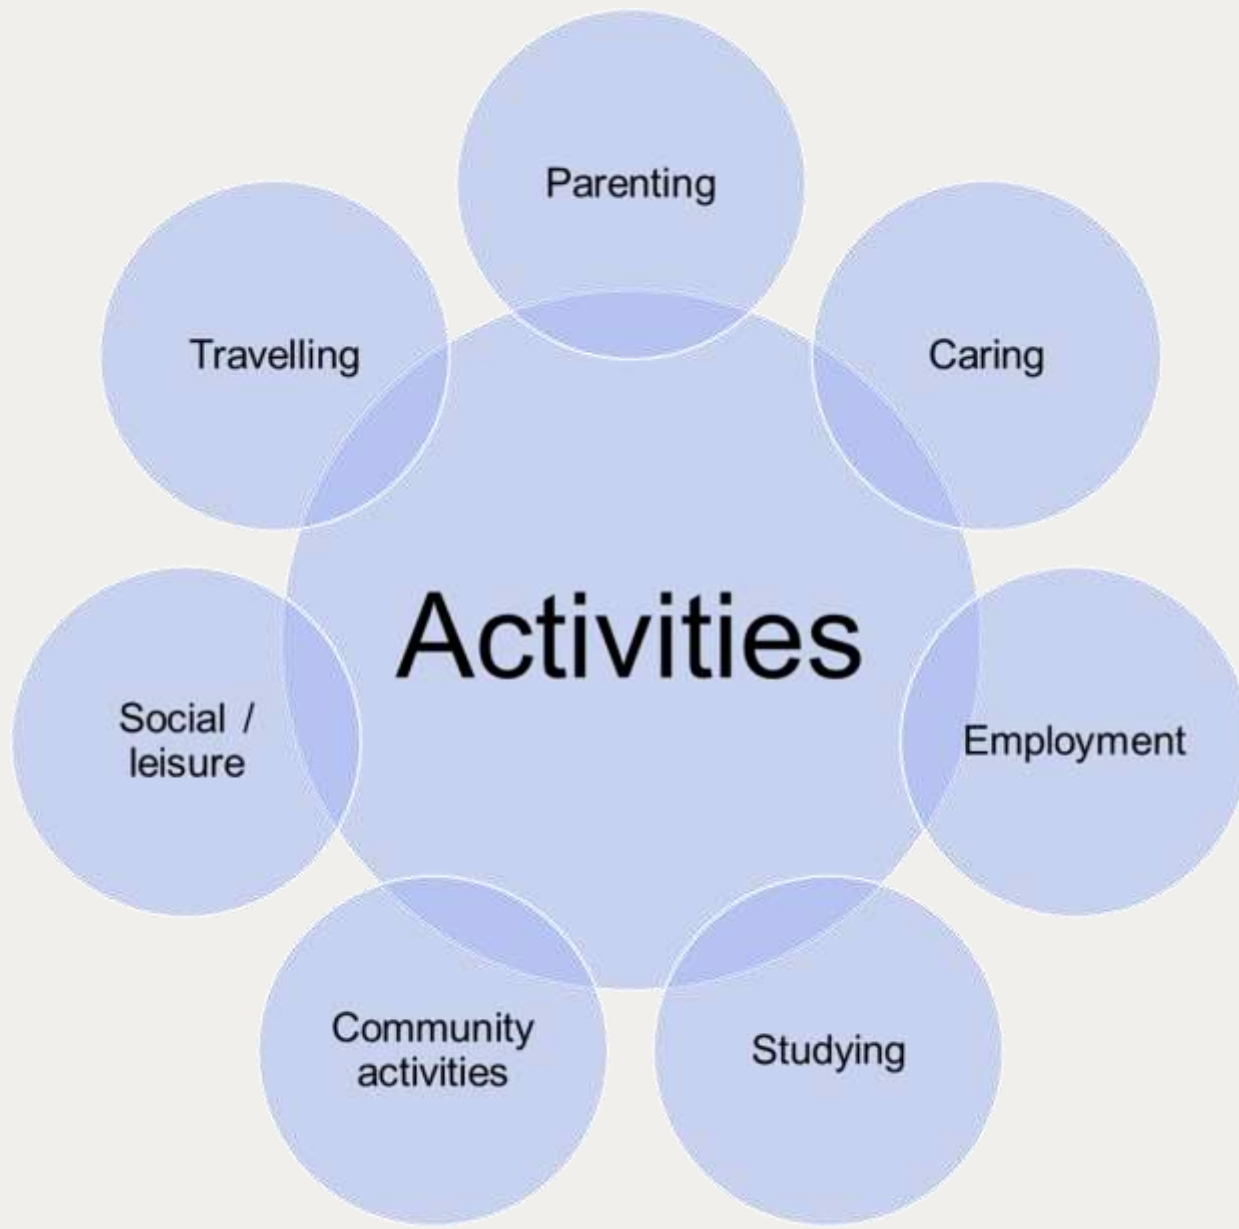 Parenting
Travelling
Caring
Activities
Social /
leisure
Employment
Community
activities
Studying